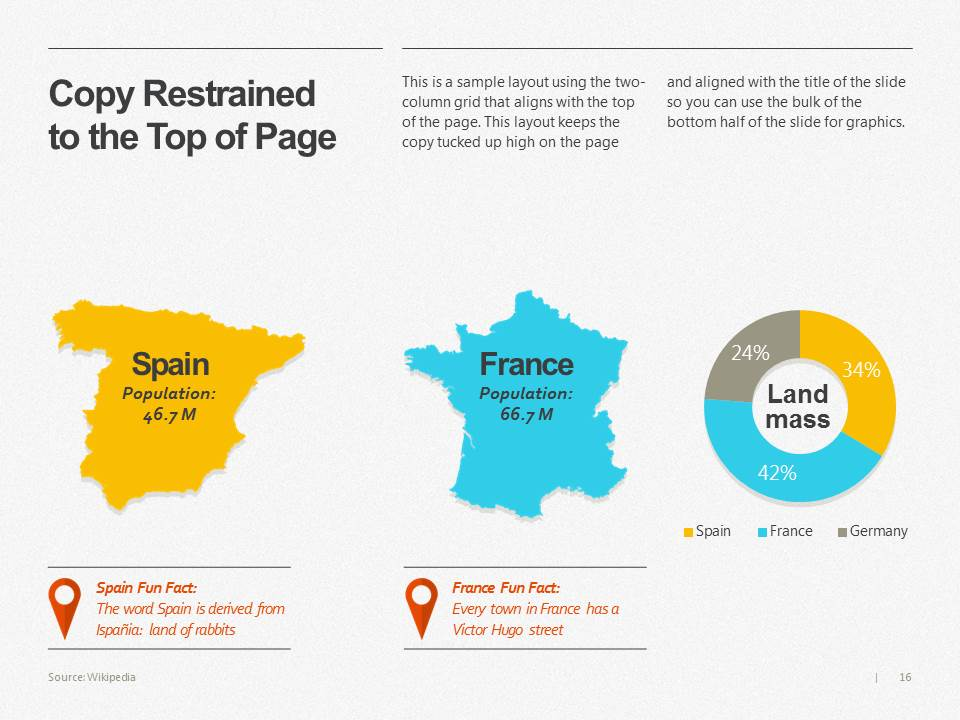 Copy Restrained
to the Top of Page
This is a sample layout using the two-
column grid that aligns with the top
of the page. This layout keeps the
copy tucked up high on the page
and aligned with the title of the slide
so you can use the bulk of the
bottom half of the slide for graphics.
Spain
Population:
46.7 M
France
Population:
66.7 M
24%
34%
Land
mass
42%
Spain
France
Germany
Spain Fun Fact:
The word Spain is derived from
Ispañia: land of rabbits
France Fun Fact:
Every town in France has a
Victor Hugo street
Source: Wikipedia
| 16